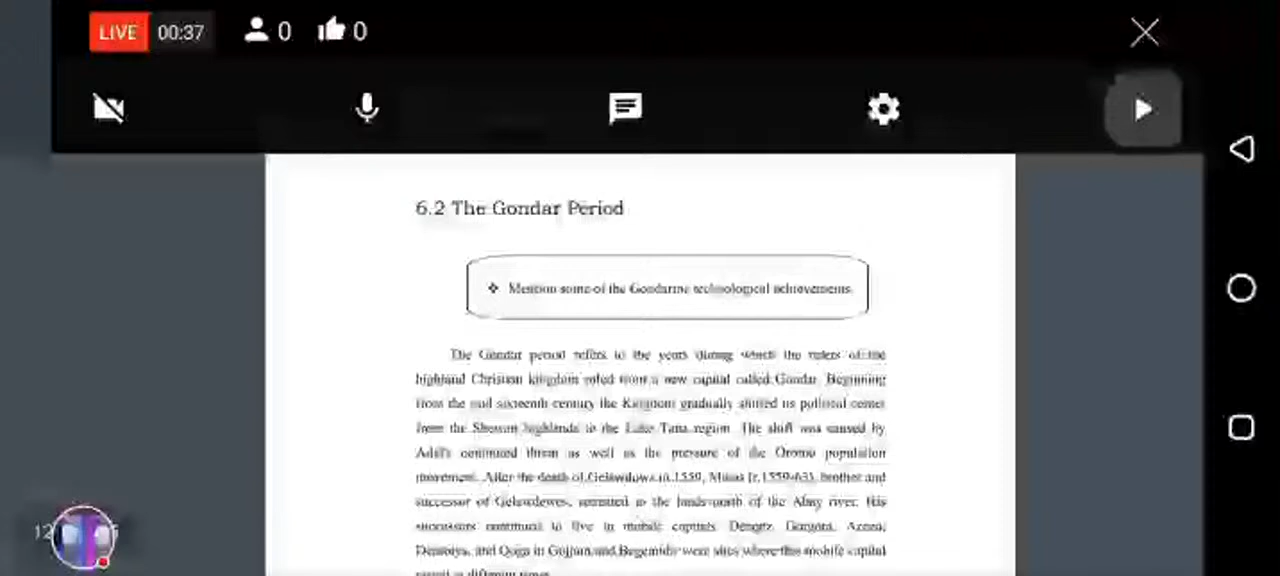 LIVE 00:37 0 0
6.2 The Gondar Period
❖ Mention some of the Gondarine technological achievements
The Gondar period refers to the years during which the rulers of the
highland Christian kingdom ruled from a new capital called Gondar. Beginning
from the mid sixteenth century the Kingdom gradually shifted its political center
from the Shewan highlands to the Lake Tana region. The shift was caused by
Adal's continued threat as well as the pressure of the Oromo population
movement. After the death of Gelawdows in 1559, Minas (r.1559-63), brother and
successor of Gelawdewos, retreated to the lands north of the Abay river. His
successors continued to live in mobile capitals. Gorgora,
and in Gojjam and Begemidir were sites where this mobile capital
12